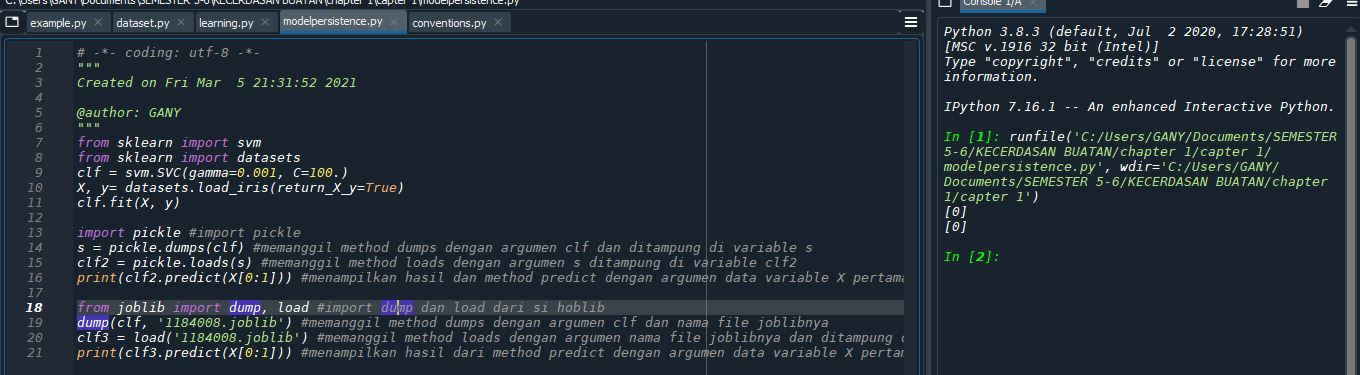 C:\Users\GANY\Documents\SEMESTER 5-6\KECERDASAN BUATAN\chapter 1\capter 1\modelpersistence.py
example.py dataset.py learning.py modelpersistence.py conventions.py
1 # -*- coding: utf-8 -*-
2 """
3 Created on Fri Mar  5 21:31:52 2021
4
5 @author: GANY
6 """
7 from sklearn import svm
8 from sklearn import datasets
9 clf = svm.SVC(gamma=0.001, C=100.)
10 X, y= datasets.load_iris(return_X_y=True)
11 clf.fit(X, y)
12
13 import pickle #import pickle
14 s = pickle.dumps(clf) #memanggil method dumps dengan argumen clf dan ditampung di variable s
15 clf2 = pickle.loads(s) #memanggil method loads dengan argumen s ditampung di variable clf2
16 print(clf2.predict(X[0:1])) #menampilkan hasil dan method predict dengan argumen data variable X pertama
17
18 from joblib import dump, load #import dump dan load dari si hoblib
19 dump(clf, '1184008.joblib') #memanggil method dumps dengan argumen clf dan nama file joblibnya
20 clf3 = load('1184008.joblib') #memanggil method loads dengan argumen nama file joblibnya dan ditampung
21 print(clf3.predict(X[0:1])) #menampilkan hasil dari method predict dengan argumen data variable X pertam
Console 1/A
Python 3.8.3 (default, Jul  2 2020, 17:28:51)
[MSC v.1916 32 bit (Intel)]
Type "copyright", "credits" or "license" for more
information.
IPython 7.16.1 -- An enhanced Interactive Python.
In [1]: runfile('C:/Users/GANY/Documents/SEMESTER
5-6/KECERDASAN BUATAN/chapter 1/capter 1/
modelpersistence.py', wdir='C:/Users/GANY/
Documents/SEMESTER 5-6/KECERDASAN BUATAN/chapter
1/capter 1')
[0]
[0]
In [2]: